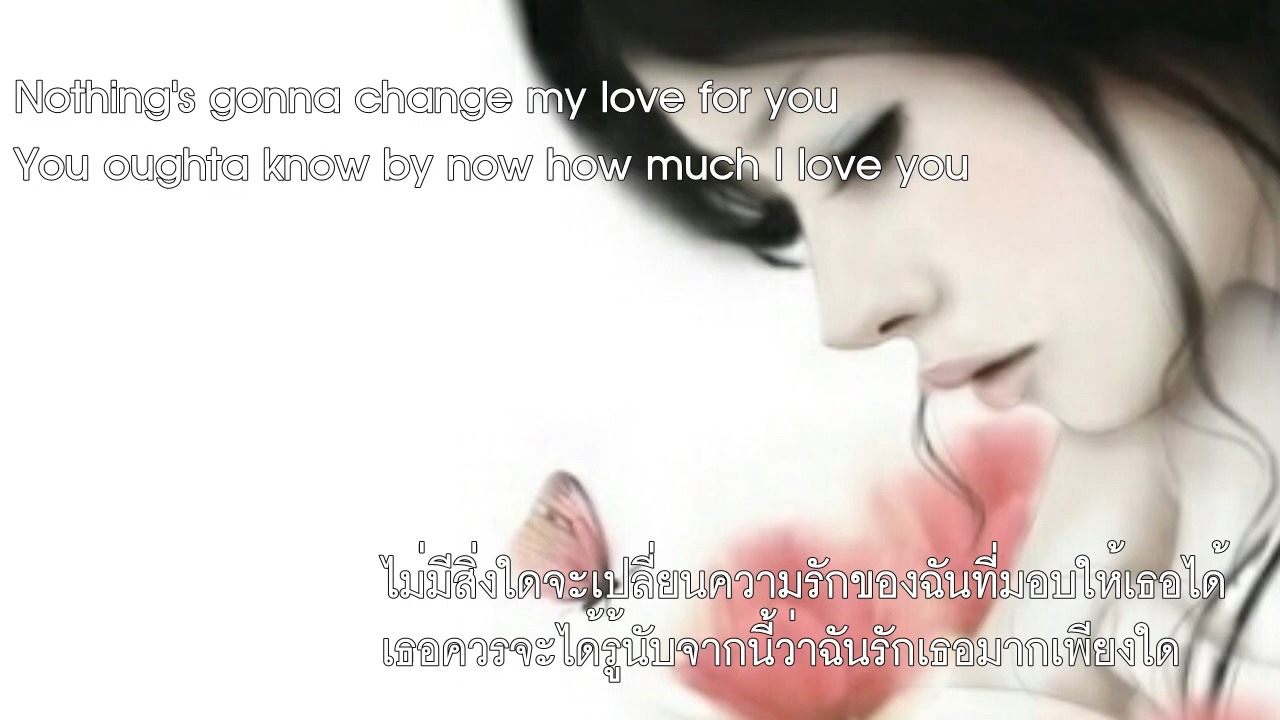 Nothing's gonna change my love for you
You oughta know by now how much I love you
ไม่มีสิ่งใดจะเปลี่ยนความรักของฉันที่มอบให้เธอได้
เธอควรจะได้รู้นับจากนี้ว่าฉันรักเธอมากเพียงใด